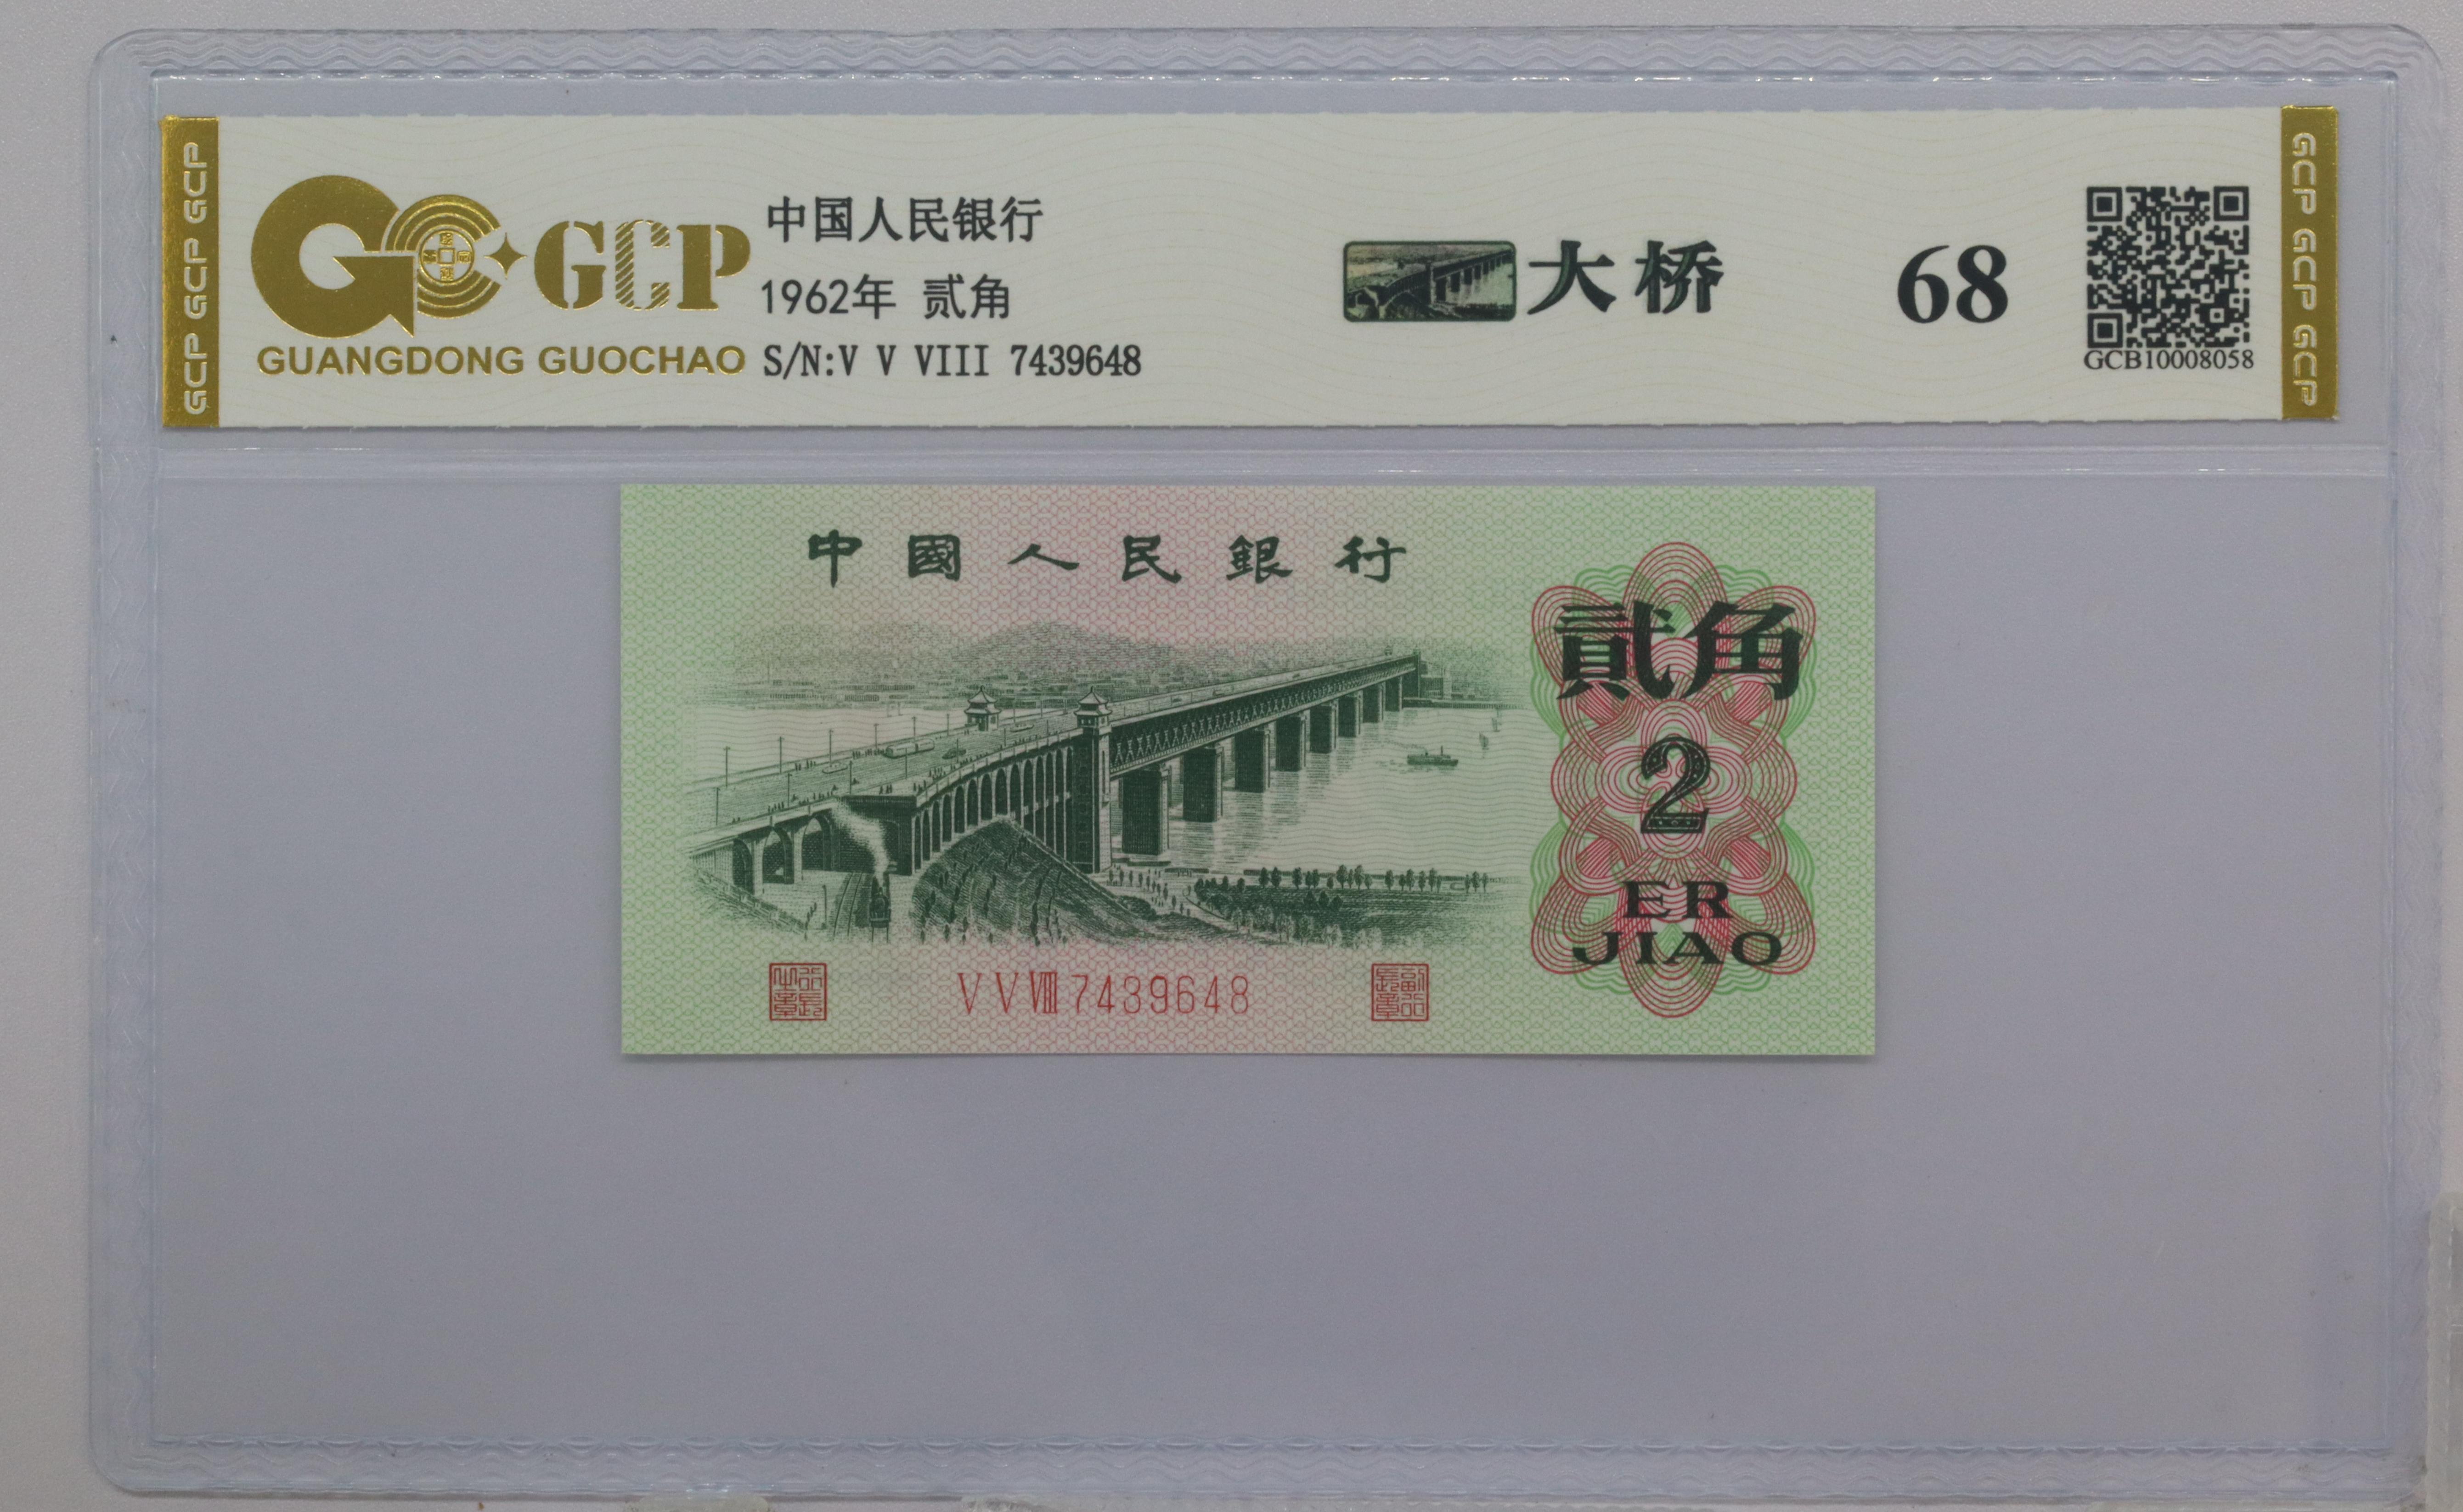 GCP GCP GCP
GCP
GUANGDONG GUOCHAO
中国人民银行
1962年 贰角
S/N:V V VIII 7439648
大桥
68
GCB10008058
GCP GCP GCP
中國人民銀行
貳角
2
ER
JIAO
V V VIII 7439648